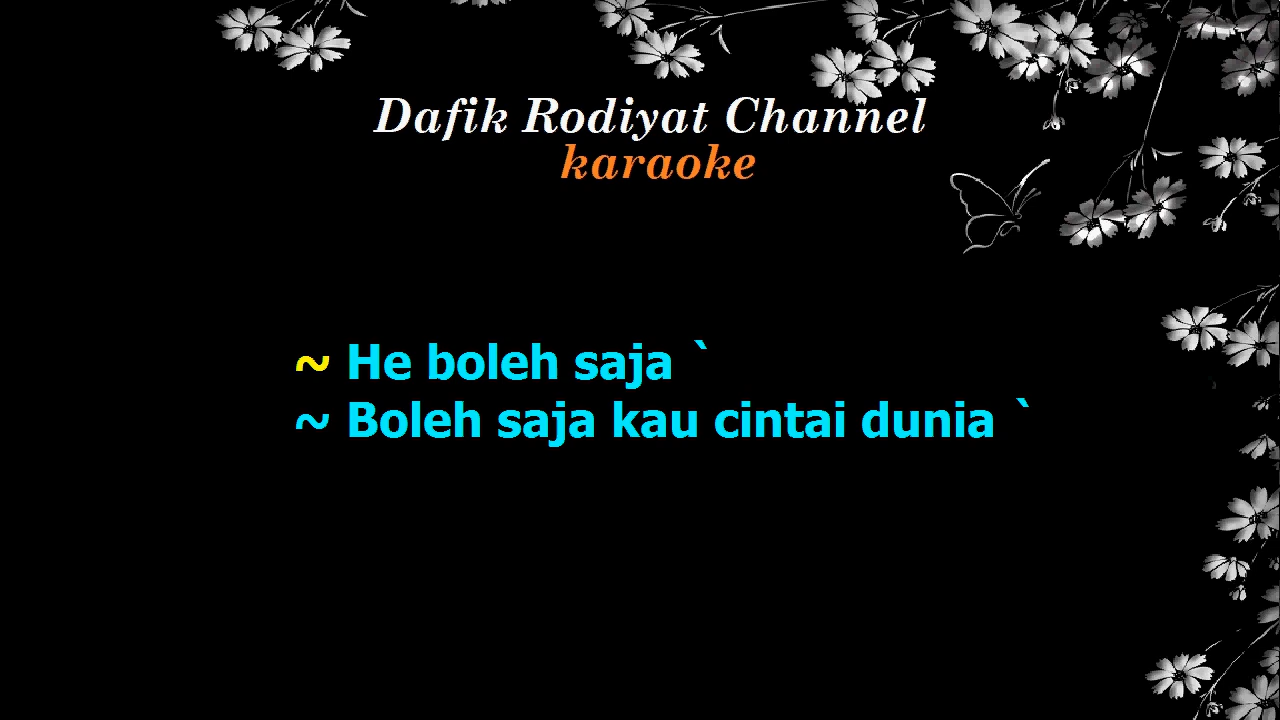 Dafik Rodiyat Channel
karaoke
~ He boleh saja `
~ Boleh saja kau cintai dunia `